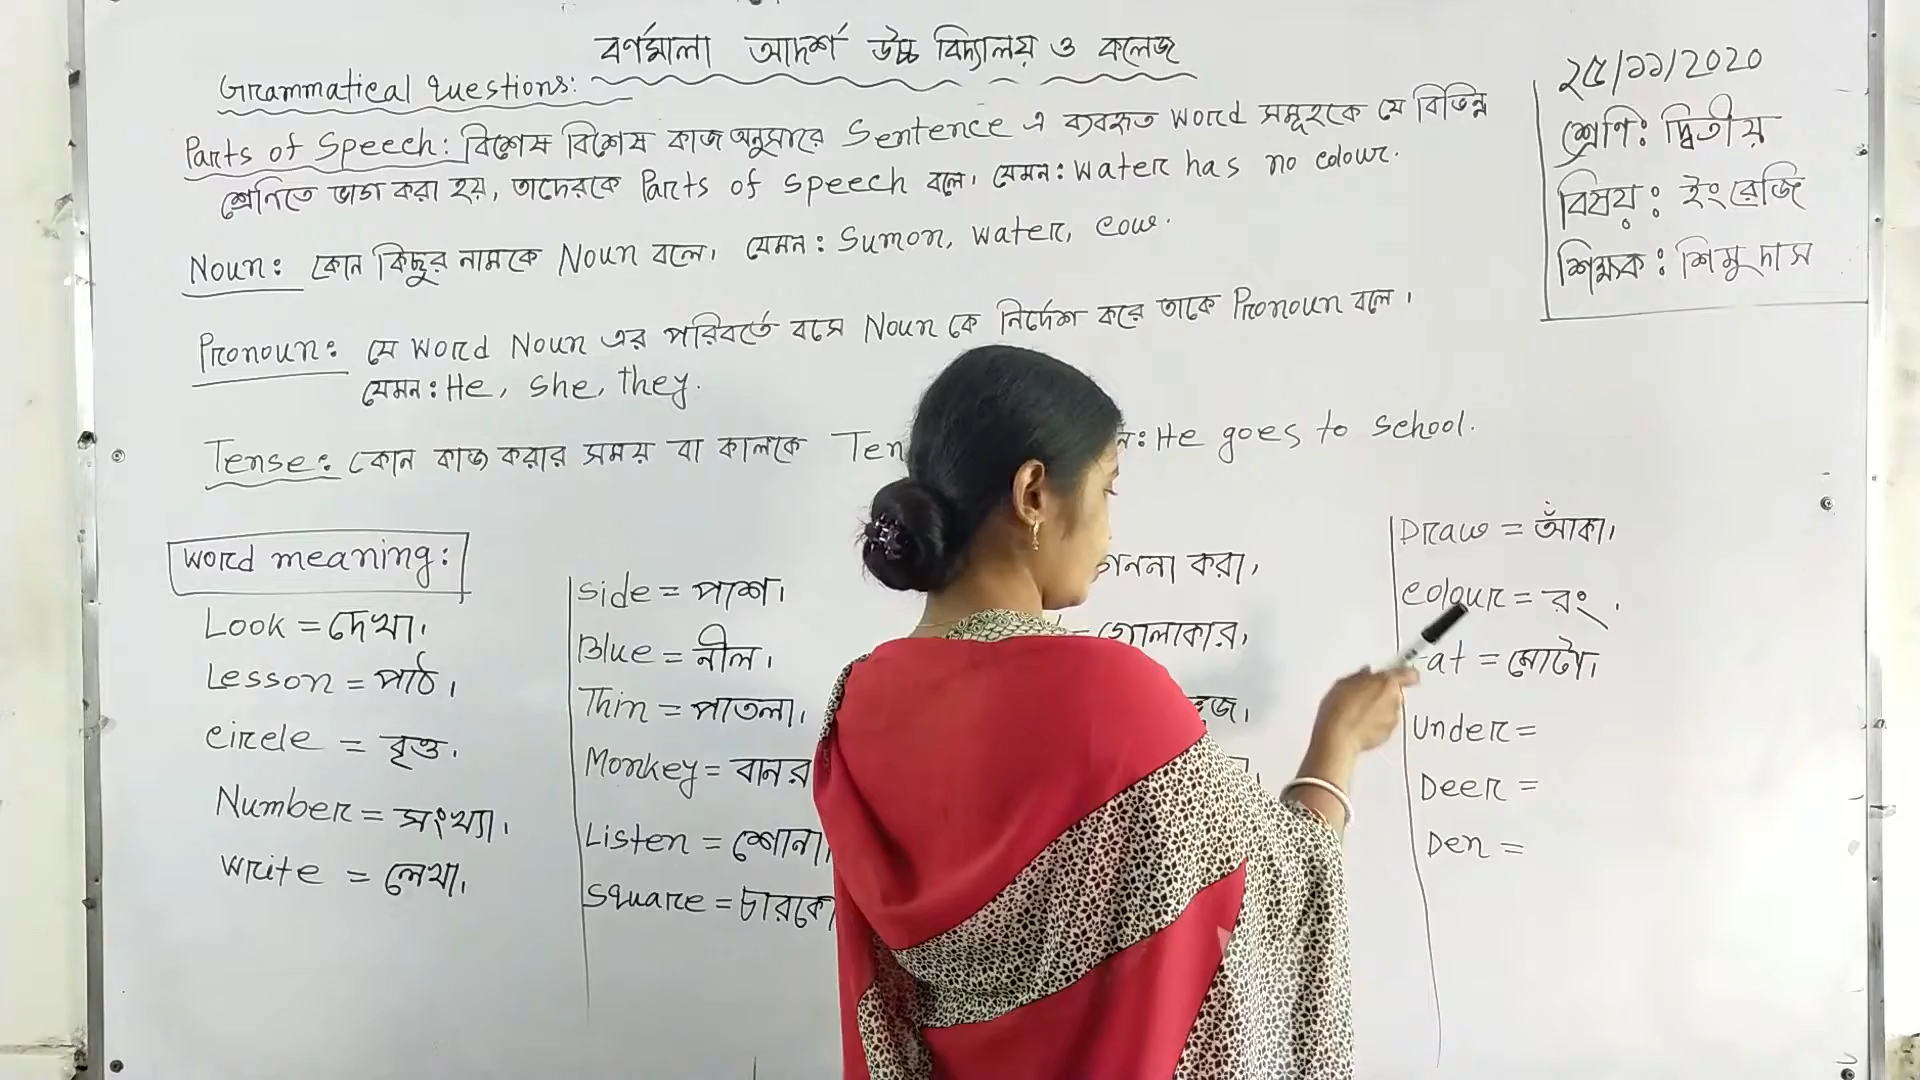 বর্ণমালা আদর্শ উচ্চ বিদ্যালয় ও কলেজ
Grammatical questions:
Parts of Speech: বিশেষ বিশেষ কাজ অনুসারে Sentence এ ব্যবহৃত word সমূহকে যে বিভিন্ন
শ্রেণিতে ভাগ করা হয়, তাদেরকে Parts of speech বলে। যেমন: water has no colour.
Noun: কোন কিছুর নামকে Noun বলে। যেমন: Sumon, water, cow.
Pronoun: যে word Noun এর পরিবর্তে বসে Noun কে নির্দেশ করে তাকে Pronoun বলে।
যেমন: He, she, they.
Tense: কোন কাজ করার সময় বা কালকে He goes to school.
২৫/১১/2020
শ্রেণি: দ্বিতীয়
বিষয়: ইংরেজি
শিক্ষক: শিমু দাস
word meaning:
Look = দেখা।
Lesson = পাঠ।
circle = বৃত্ত।
Number = সংখ্যা।
write = লেখা।
side = পাশে।
Blue = নীল।
Thin = পাতলা।
Monkey = বানর
Listen = শোনা।
square =
গননা করা।
গোলাকার।
Draw = আঁকা।
colour = রং।
= মোটা।
under =
Deer =
Den =